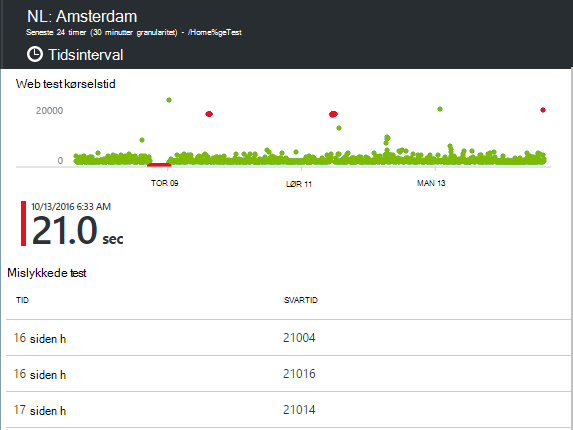 NL: Amsterdam
Seneste 24 timer (30 minutter granularitet) - /Home%geTest
Tidsinterval
Web test kørselstid
20000
0
TOR 09 LØR 11 MAN 13
10/13/2016 6:33 AM
21.0 sec
Mislykkede test
TID SVARTID
16 siden h 21004
16 siden h 21016
17 siden h 21014